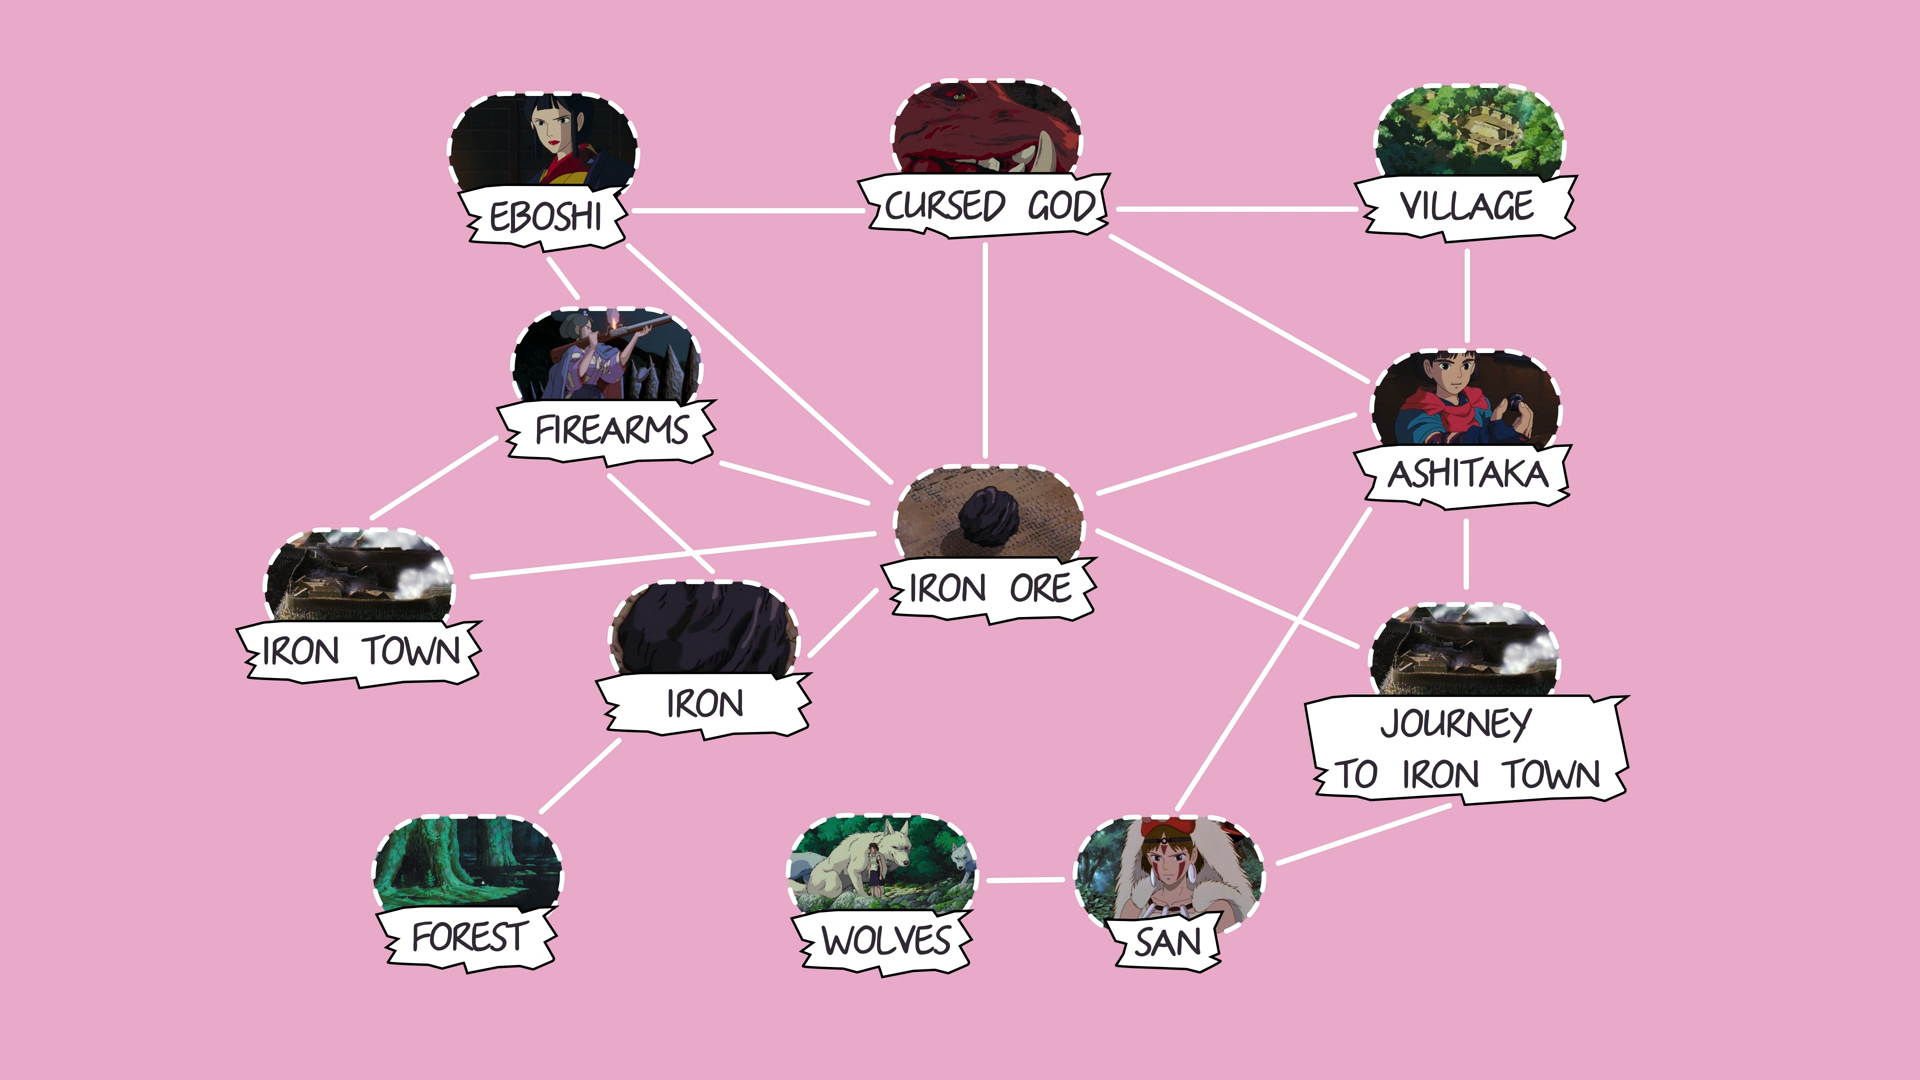 EBOSHI
CURSED GOD
VILLAGE
FIREARMS
ASHITAKA
IRON ORE
IRON TOWN
IRON
JOURNEY
TO IRON TOWN
FOREST
WOLVES
SAN